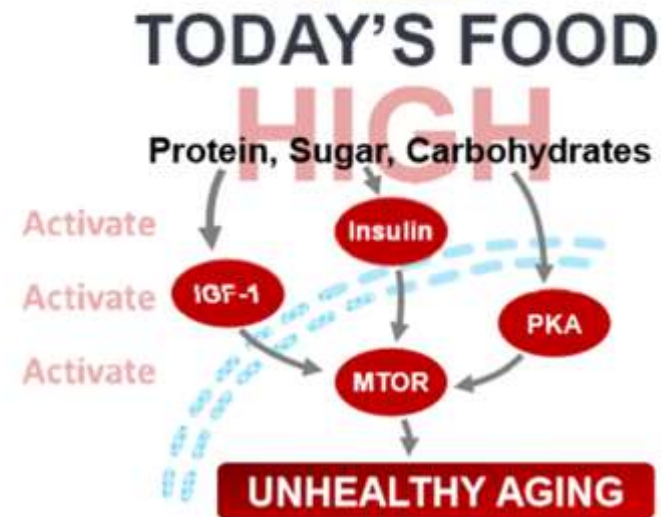 TODAY'S FOOD
HIGH
Protein, Sugar, Carbohydrates
Activate
Insulin
Activate
IGF-1
PKA
Activate
MTOR
UNHEALTHY AGING